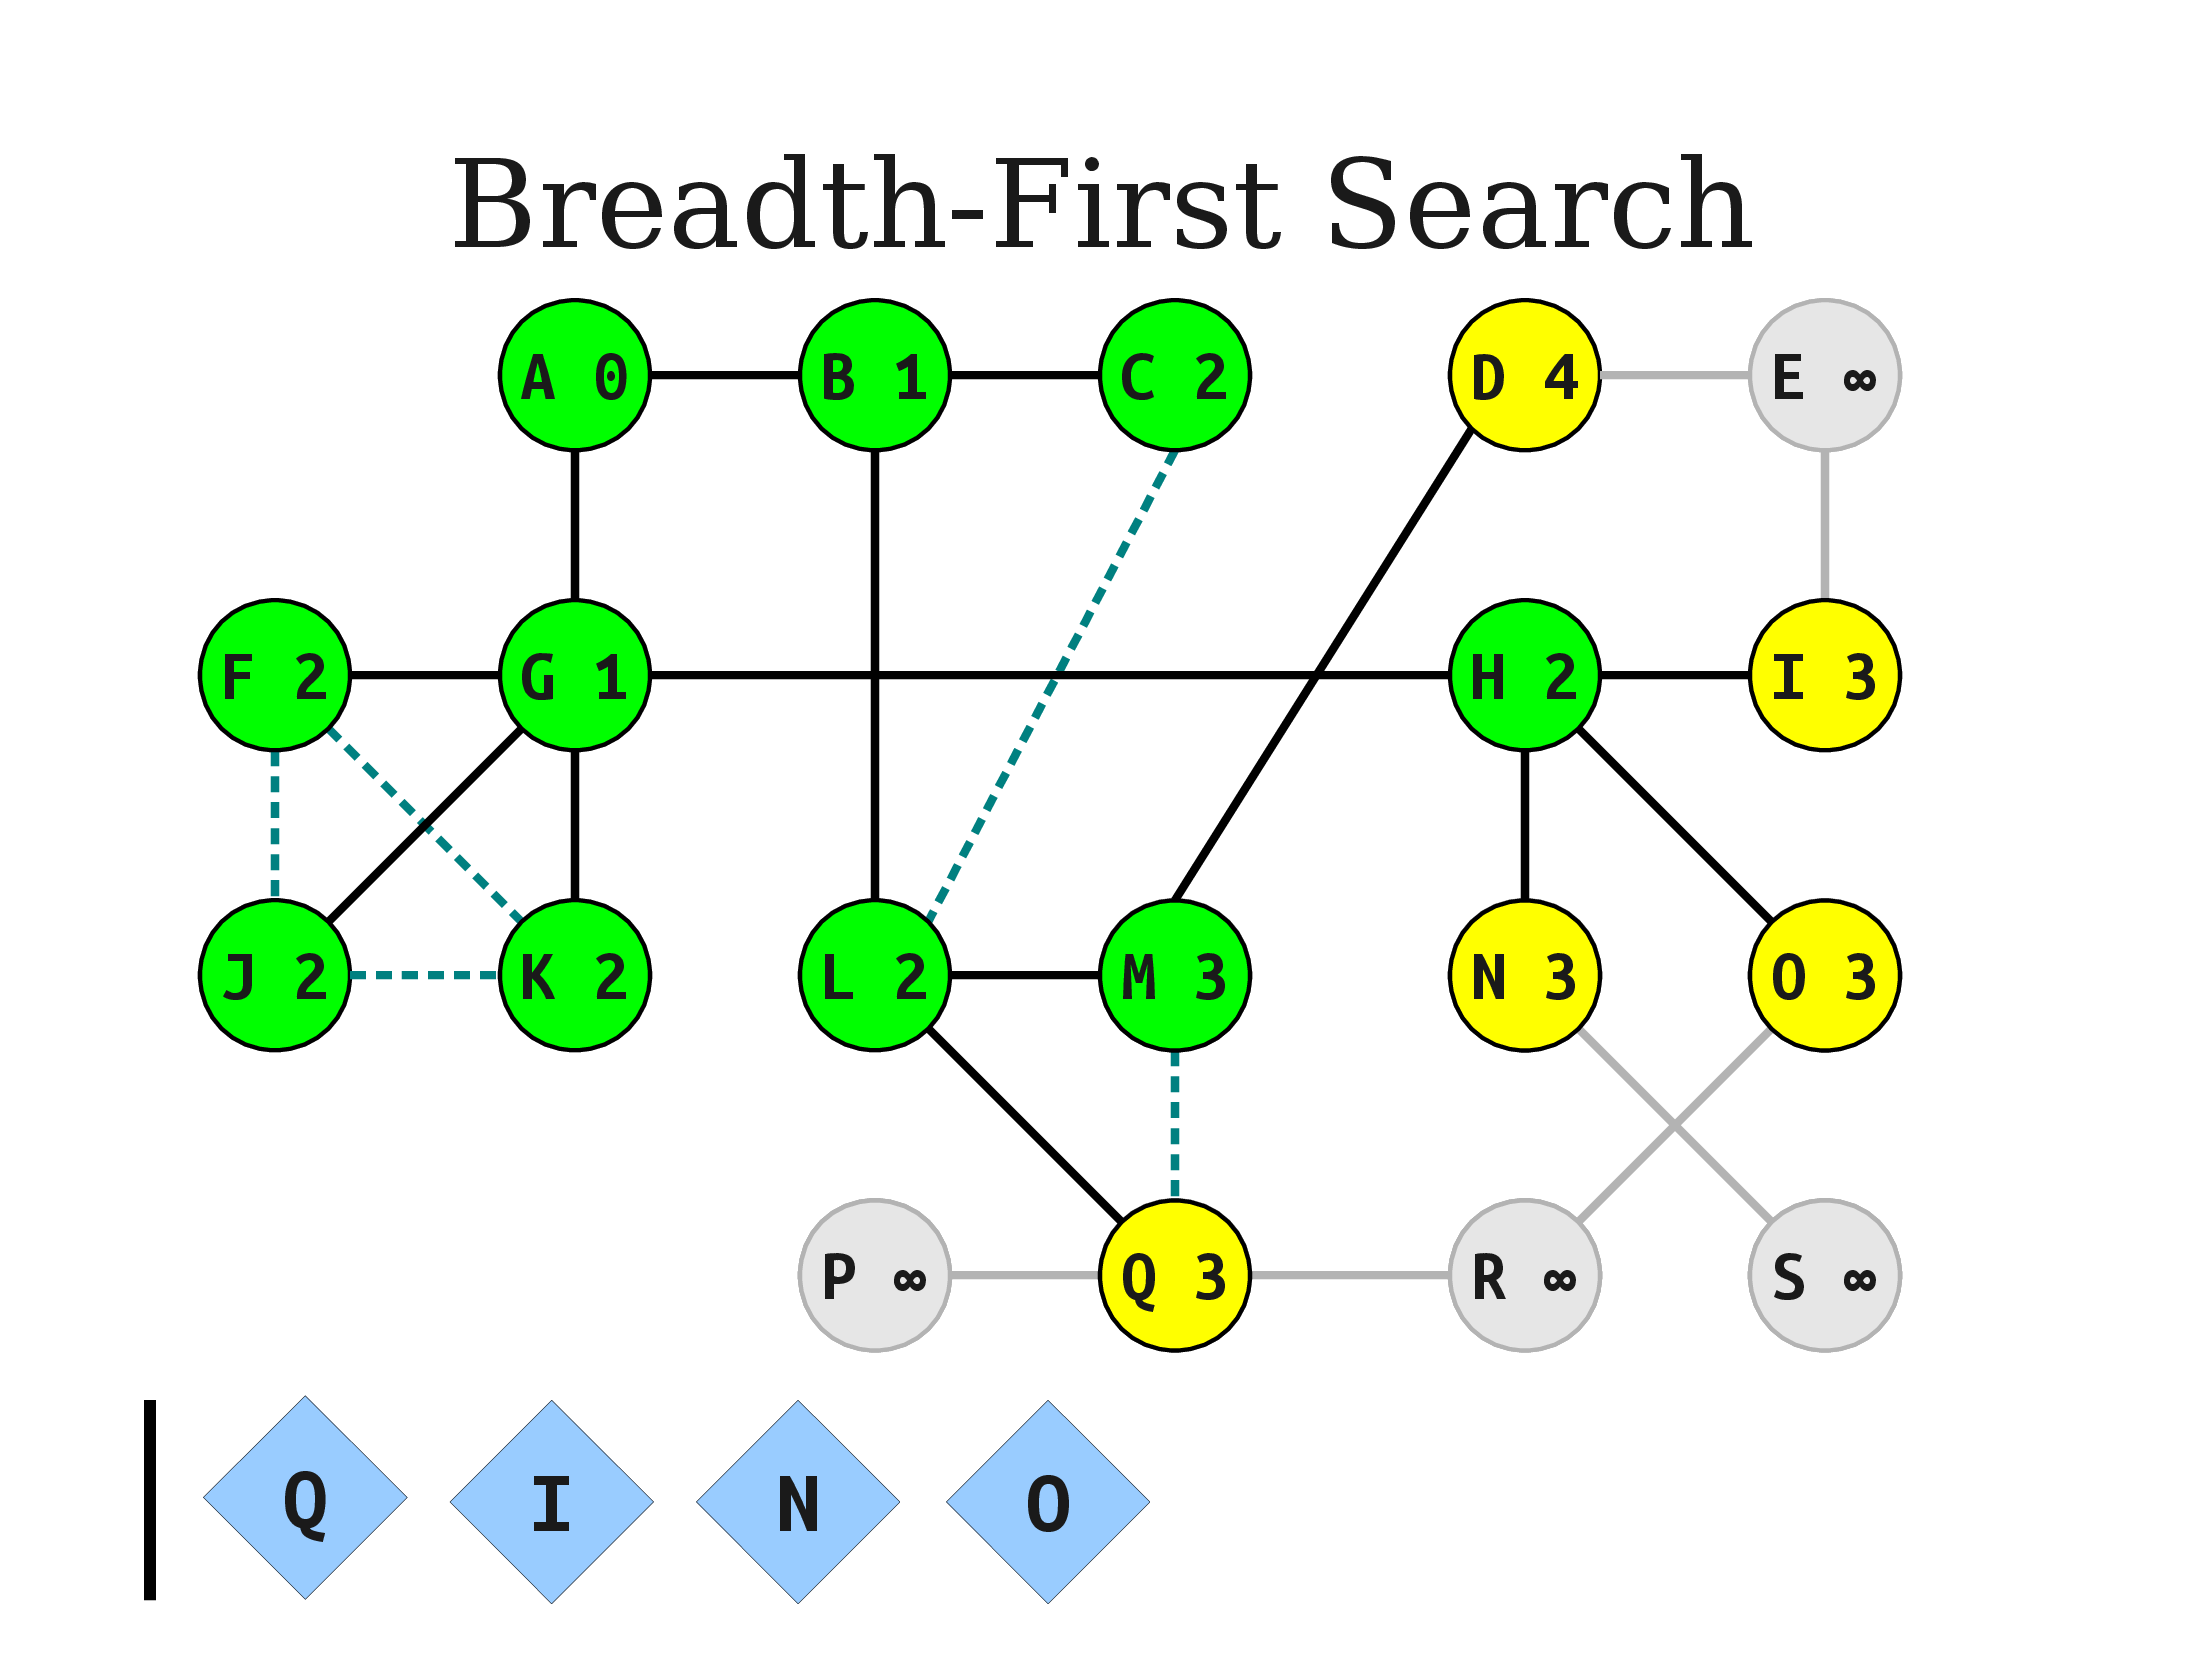 Breadth-First Search
A 0 B 1 C 2 D 4 E ∞
F 2 G 1 H 2 I 3
J 2 K 2 L 2 M 3 N 3 O 3
P ∞ Q 3 R ∞ S ∞
Q I N O